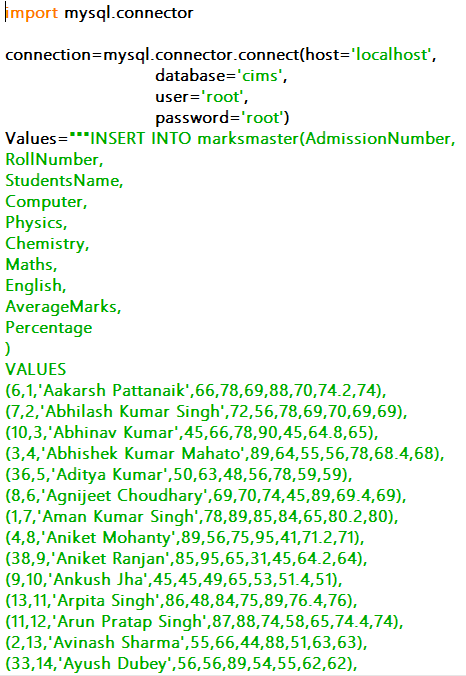 import mysql.connector
connection=mysql.connector.connect(host='localhost',
database='cims',
user='root',
password='root')
Values="""INSERT INTO marksmaster(AdmissionNumber,
RollNumber,
StudentsName,
Computer,
Physics,
Chemistry,
Maths,
English,
AverageMarks,
Percentage
)
VALUES
(6,1,'Aakarsh Pattanaik',66,78,69,88,70,74.2,74),
(7,2,'Abhilash Kumar Singh',72,56,78,69,70,69,69),
(10,3,'Abhinav Kumar',45,66,78,90,45,64.8,65),
(3,4,'Abhishek Kumar Mahato',89,64,55,56,78,68.4,68),
(36,5,'Aditya Kumar',50,63,48,56,78,59,59),
(8,6,'Agnijeet Choudhary',69,70,74,45,89,69.4,69),
(1,7,'Aman Kumar Singh',78,89,85,84,65,80.2,80),
(4,8,'Aniket Mohanty',89,56,75,95,41,71.2,71),
(38,9,'Aniket Ranjan',85,95,65,31,45,64.2,64),
(9,10,'Ankush Jha',45,45,49,65,53,51.4,51),
(13,11,'Arpita Singh',86,48,84,75,89,76.4,76),
(11,12,'Arun Pratap Singh',87,88,74,58,65,74.4,74),
(2,13,'Avinash Sharma',55,66,44,88,51,63,63),
(33,14,'Ayush Dubey',56,56,89,54,55,62,62),